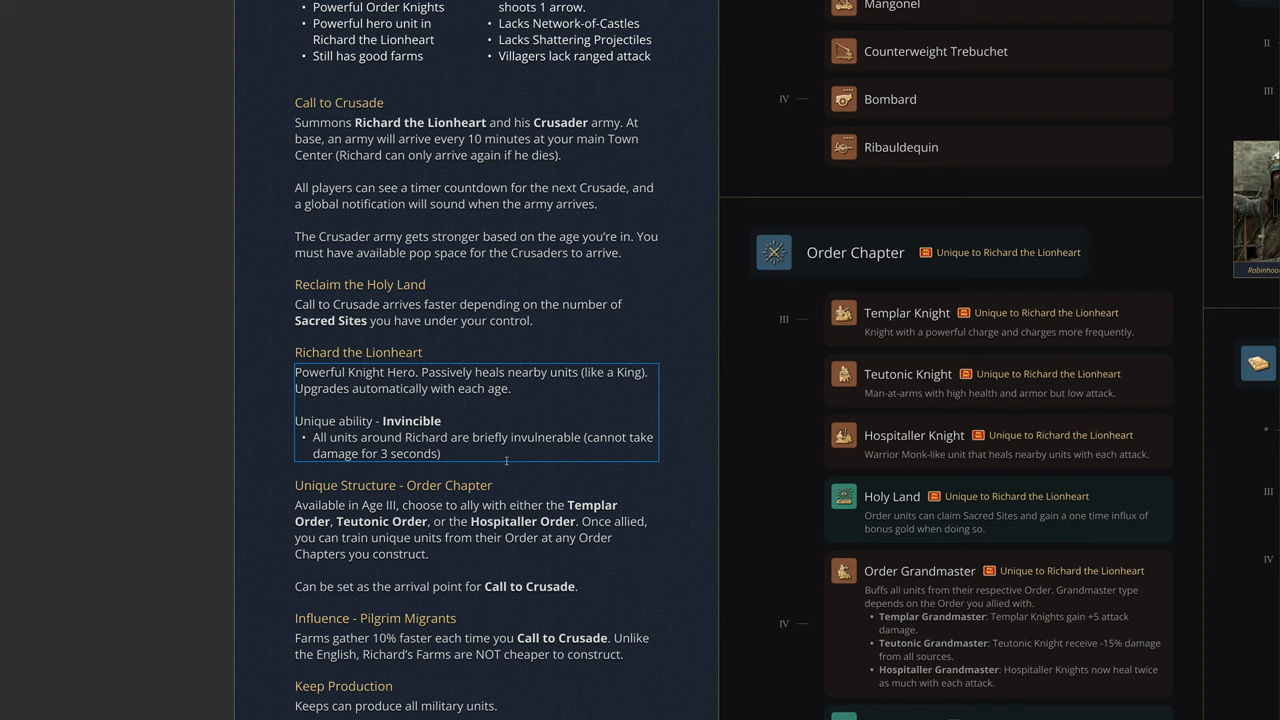 Powerful Order Knights
Powerful hero unit in
Richard the Lionheart
Still has good farms
shoots 1 arrow.
Lacks Network-of-Castles
Lacks Shattering Projectiles
Villagers lack ranged attack
Call to Crusade
Summons Richard the Lionheart and his Crusader army. At
base, an army will arrive every 10 minutes at your main Town
Center (Richard can only arrive again if he dies).
All players can see a timer countdown for the next Crusade, and
a global notification will sound when the army arrives.
The Crusader army gets stronger based on the age you're in. You
must have available pop space for the Crusaders to arrive.
Reclaim the Holy Land
Call to Crusade arrives faster depending on the number of
Sacred Sites you have under your control.
Richard the Lionheart
Powerful Knight Hero. Passively heals nearby units (like a King).
Upgrades automatically with each age.
Unique ability - Invincible
• All units around Richard are briefly invulnerable (cannot take
damage for 3 seconds)
Unique Structure - Order Chapter
Available in Age III, choose to ally with either the Templar
Order, Teutonic Order, or the Hospitaller Order. Once allied,
you can train unique units from their Order at any Order
Chapters you construct.
Can be set as the arrival point for Call to Crusade.
Influence - Pilgrim Migrants
Farms gather 10% faster each time you Call to Crusade. Unlike
the English, Richard's Farms are NOT cheaper to construct.
Keep Production
Keeps can produce all military units.
Mangonel
Counterweight Trebuchet
IV
Bombard
Ribauldequin
Order Chapter Unique to Richard the Lionheart
III
Templar Knight Unique to Richard the Lionheart
Knight with a powerful charge and charges more frequently.
Teutonic Knight Unique to Richard the Lionheart
Man-at-arms with high health and armor but low attack.
Hospitaller Knight Unique to Richard the Lionheart
Warrior Monk-like unit that heals nearby units with each attack.
Holy Land Unique to Richard the Lionheart
Order units can claim Sacred Sites and gain a one time influx of
bonus gold when doing so.
IV
Order Grandmaster Unique to Richard the Lionheart
Buffs all units from their respective Order. Grandmaster type
depends on the Order you allied with.
• Templar Grandmaster: Templar Knights gain +5 attack
damage.
• Teutonic Grandmaster: Teutonic Knight receive -15% damage
from all sources.
• Hospitaller Grandmaster: Hospitaller Knights now heal twice
as much with each attack.
II
III
Robinhoo
*
III
IV